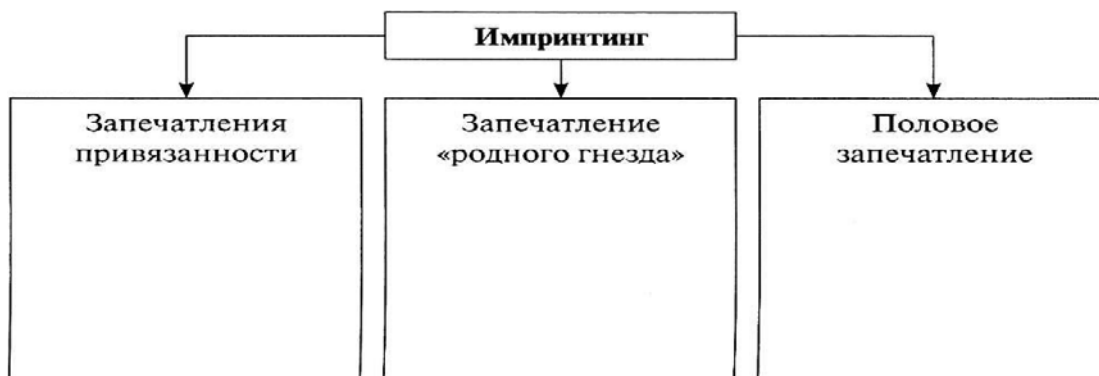 Импринтинг
Запечатления
привязанности
Запечатление
«родного гнезда»
Половое
запечатление